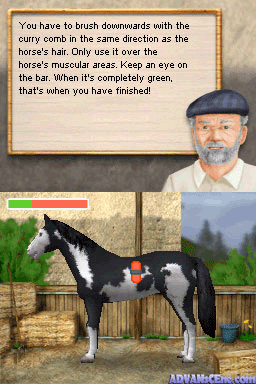 You have to brush downwards with the
curry comb in the same direction as the
horse's hair. Only use it over the
horse's muscular areas. Keep an eye on
the bar. When it's completely green,
that's when you have finished!
ADVANsCEne.com